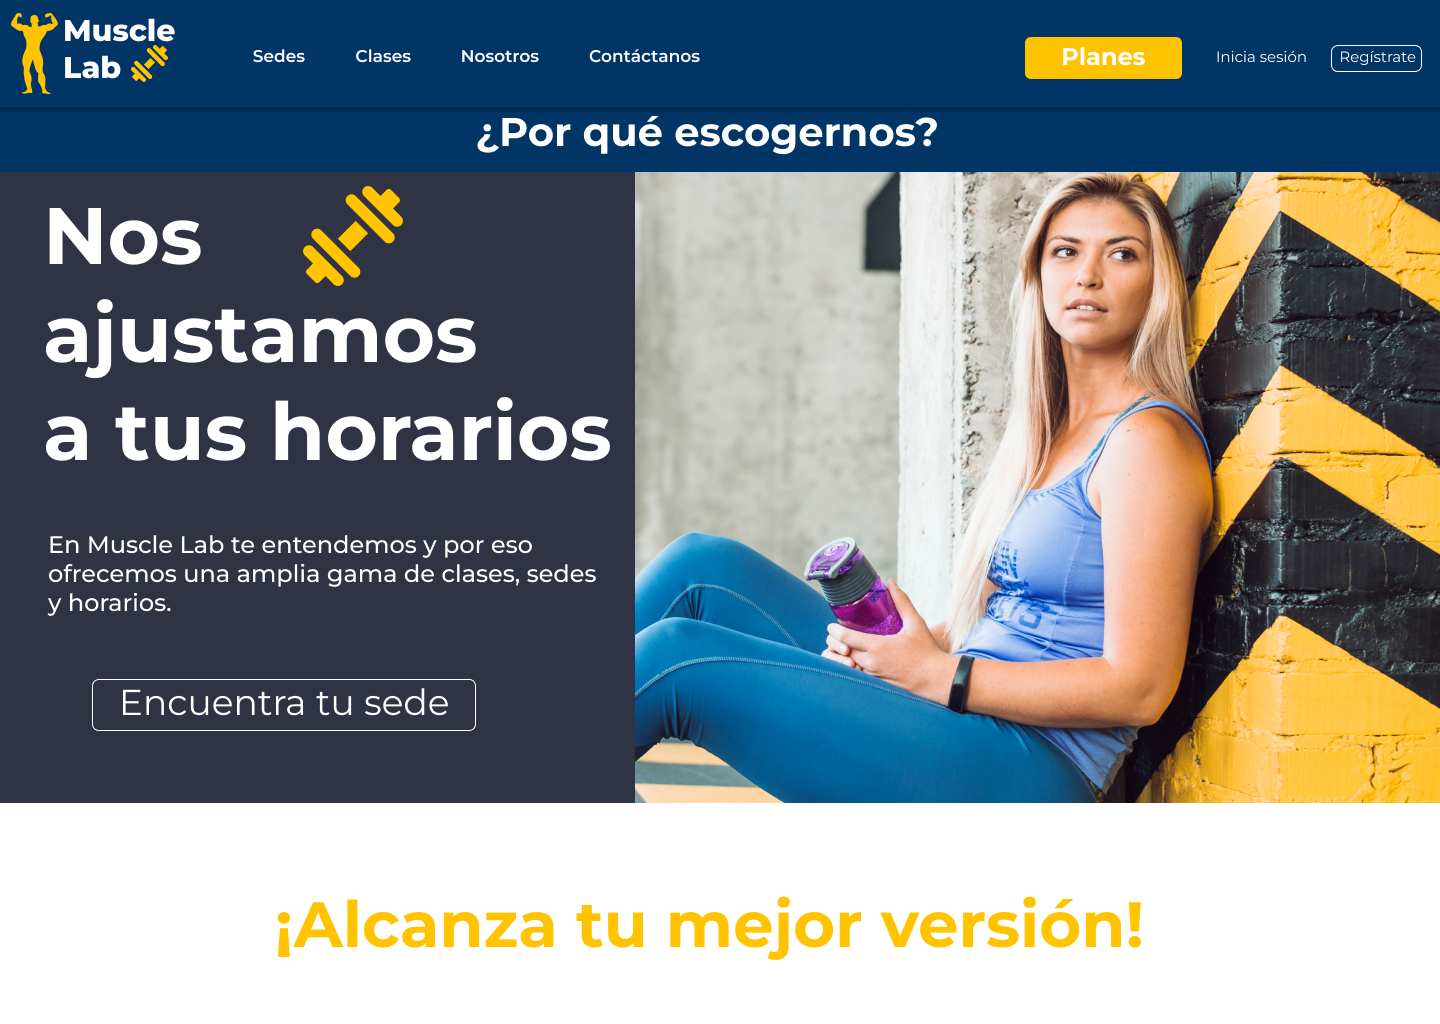 Muscle
Lab
Sedes
Clases
Nosotros
Contáctanos
Planes
Inicia sesión
Regístrate
¿Por qué escogernos?
Nos
ajustamos
a tus horarios
En Muscle Lab te entendemos y por eso
ofrecemos una amplia gama de clases, sedes
y horarios.
Encuentra tu sede
¡Alcanza tu mejor versión!